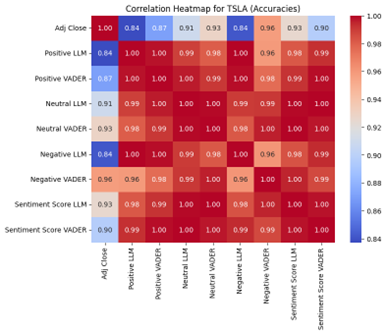 Correlation Heatmap for TSLA (Accuracies)
Adj Close 1.00 0.84 0.87 0.91 0.93 0.84 0.96 0.93 0.90
Positive LLM 0.84 1.00 1.00 0.99 0.98 1.00 0.96 0.98 0.99
Positive VADER 0.87 1.00 1.00 1.00 0.99 1.00 0.98 0.99 1.00
Neutral LLM 0.91 0.99 1.00 1.00 1.00 0.99 0.99 1.00 1.00
Neutral VADER 0.93 0.98 0.99 1.00 1.00 0.98 1.00 1.00 1.00
Negative LLM 0.84 1.00 1.00 0.99 0.98 1.00 0.96 0.98 0.99
Negative VADER 0.96 0.96 0.98 0.99 1.00 0.96 1.00 1.00 0.99
Sentiment Score LLM 0.93 0.98 0.99 1.00 1.00 0.98 1.00 1.00 1.00
Sentiment Score VADER 0.90 0.99 1.00 1.00 1.00 0.99 0.99 1.00 1.00
Adj Close
Positive LLM
Positive VADER
Neutral LLM
Neutral VADER
Negative LLM
Negative VADER
Sentiment Score LLM
Sentiment Score VADER
1.00
0.98
0.96
0.94
0.92
0.90
0.88
0.86
0.84